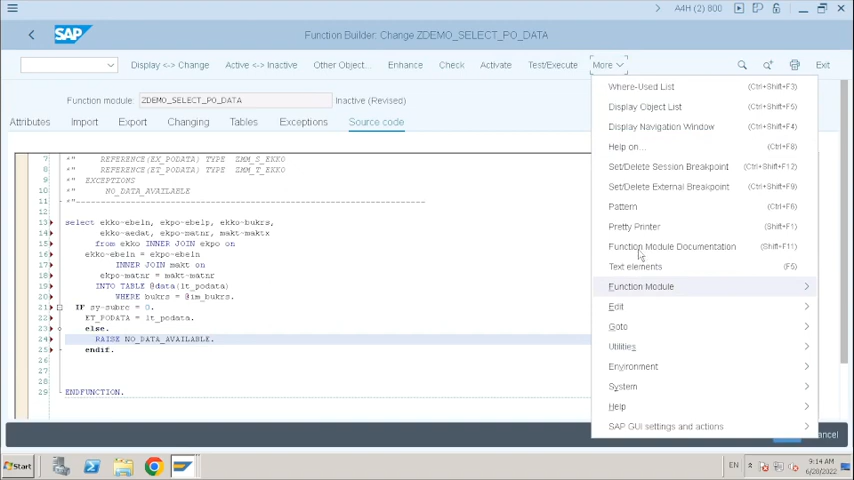 A4H (2) 800
SAP
Function Builder: Change ZDEMO_SELECT_PO_DATA
Display <-> Change
Active <-> Inactive
Other Object...
Enhance
Check
Activate
Test/Execute
More
Exit
Function module:
ZDEMO_SELECT_PO_DATA
Inactive (Revised)
Attributes
Import
Export
Changing
Tables
Exceptions
Source code
7 *" REFERENCE(EX_PODATA) TYPE ZMM_S_EKKO
8 *" REFERENCE(ET_PODATA) TYPE ZMM_T_EKKO
9 *" EXCEPTIONS
10 *" NO_DATA_AVAILABLE
11 *"----------------------------------------------------------------------
12
13 select ekko~ebeln, ekpo~ebelp, ekko~bukrs,
14 ekko~aedat, ekpo~matnr, makt~maktx
15 from ekko INNER JOIN ekpo on
16 ekko~ebeln = ekpo~ebeln
17 INNER JOIN makt on
18 ekpo~matnr = makt~matnr
19 INTO TABLE @data(lt_podata)
20 WHERE bukrs = @im_bukrs.
21 IF sy-subrc = 0.
22 ET_PODATA = lt_podata.
23 else.
24 RAISE NO_DATA_AVAILABLE.
25 endif.
26
27
28
29 ENDFUNCTION.
Where-Used List (Ctrl+Shift+F3)
Display Object List (Ctrl+Shift+F5)
Display Navigation Window (Ctrl+Shift+F4)
Help on... (Ctrl+F8)
Set/Delete Session Breakpoint (Ctrl+Shift+F12)
Set/Delete External Breakpoint (Ctrl+Shift+F9)
Pattern (Ctrl+F6)
Pretty Printer (Shift+F1)
Function Module Documentation (Shift+F11)
Text elements (F5)
Function Module
Edit
Goto
Utilities
Environment
System
Help
SAP GUI settings and actions
Start
EN
9:14 AM
6/28/2022